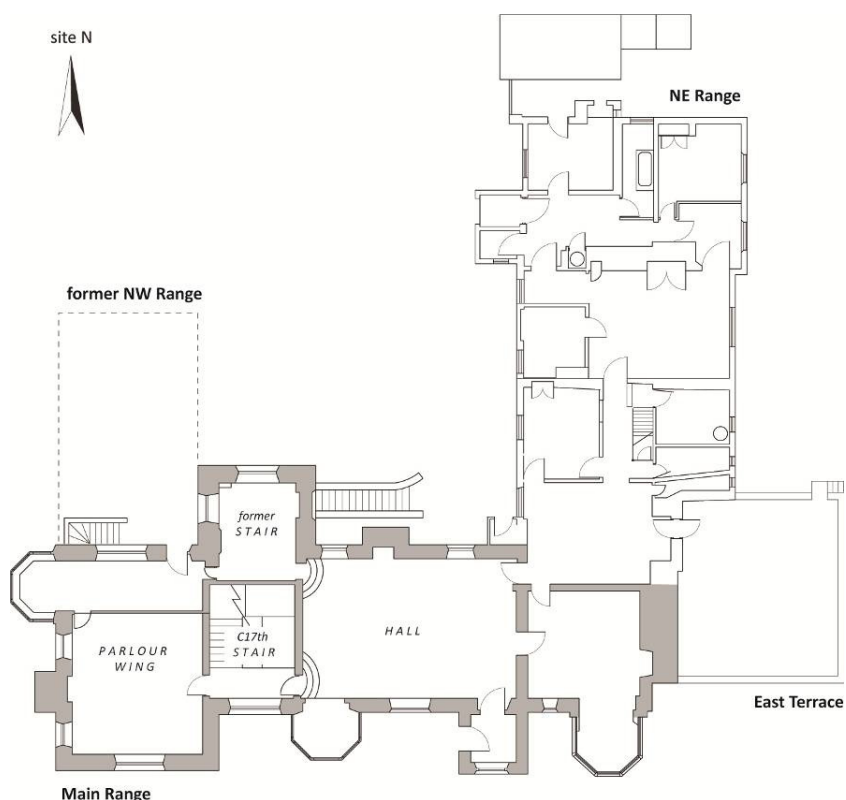 site N
NE Range
former NW Range
former
STAIR
HALL
C17th
STAIR
PARLOUR
WING
East Terrace
Main Range